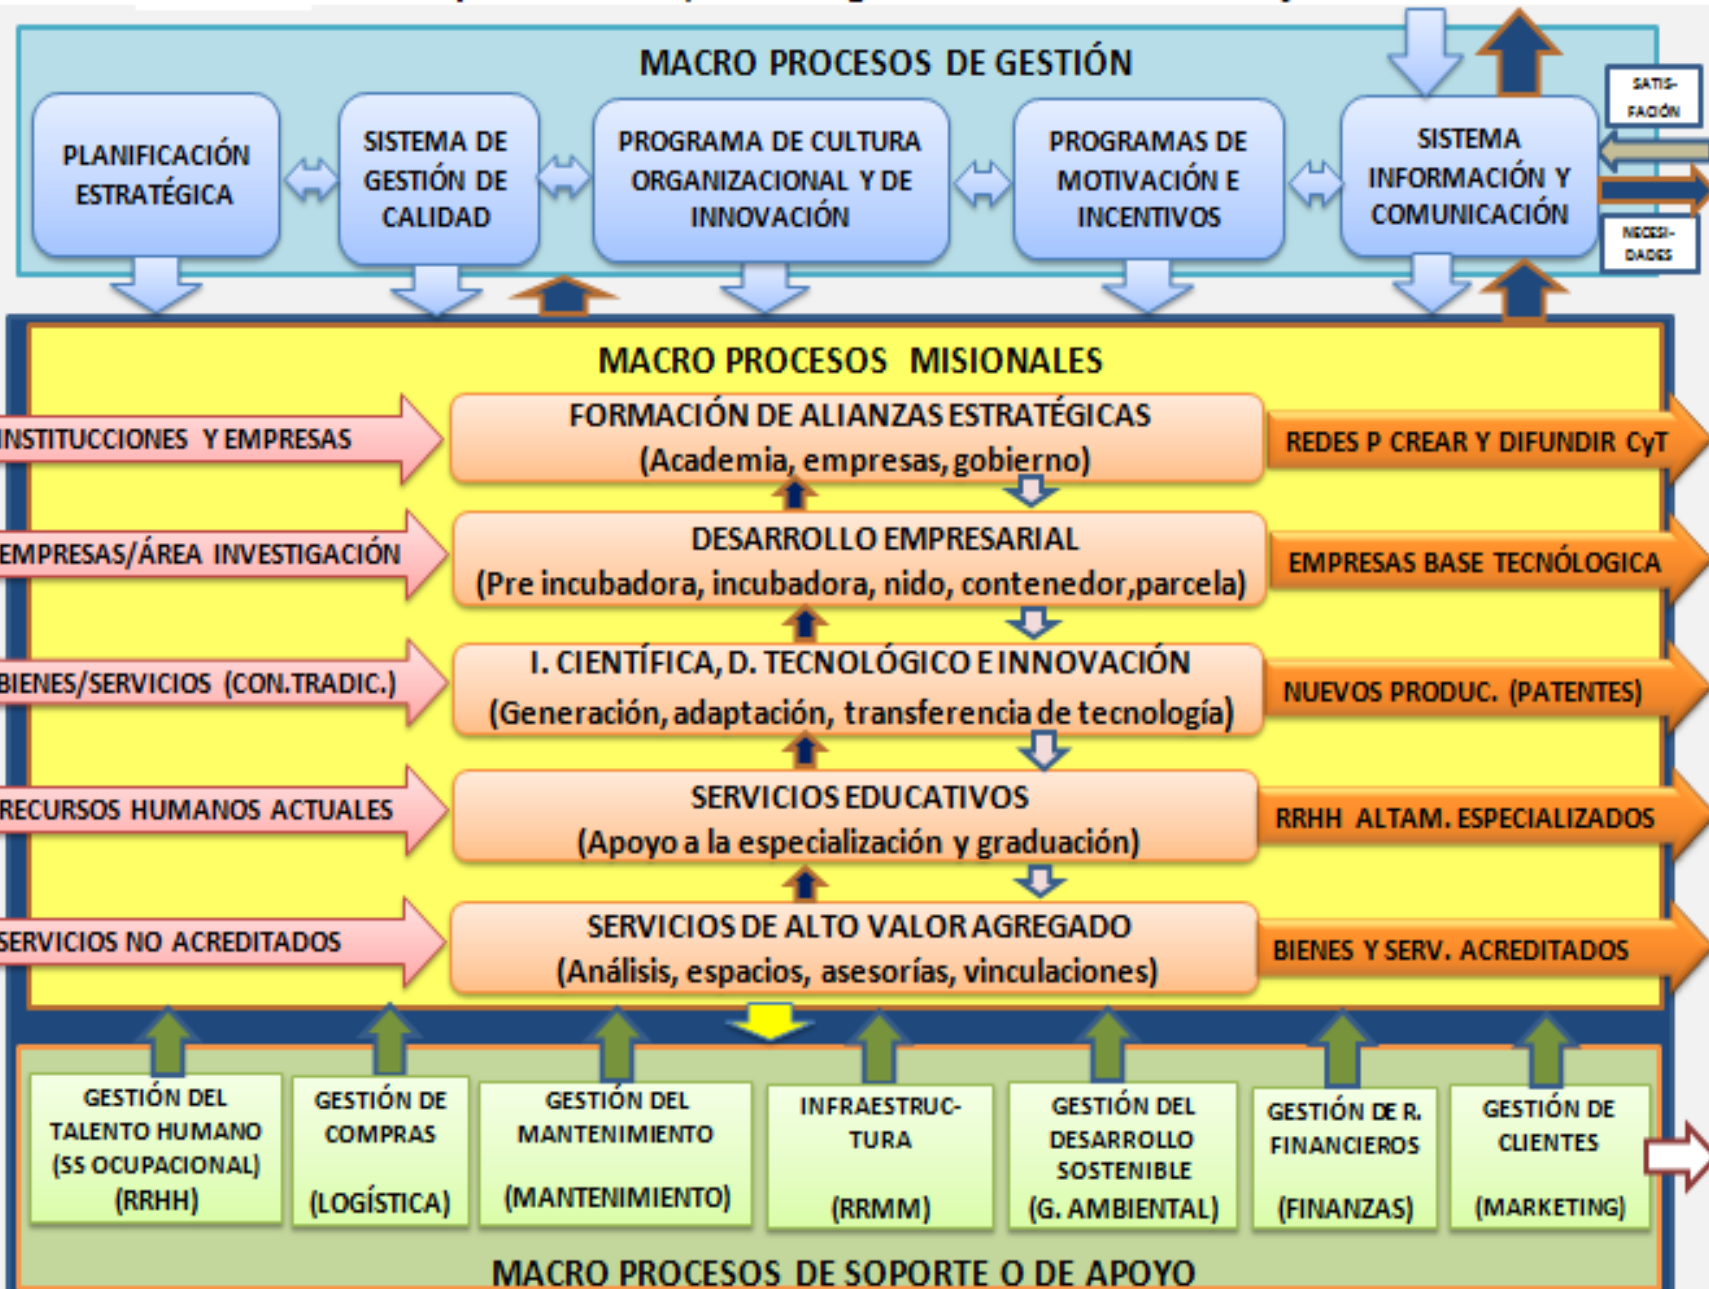 MACRO PROCESOS DE GESTIÓN
PLANIFICACIÓN
ESTRATÉGICA
SISTEMA DE
GESTIÓN DE
CALIDAD
PROGRAMA DE CULTURA
ORGANIZACIONAL Y DE
INNOVACIÓN
PROGRAMAS DE
MOTIVACIÓN E
INCENTIVOS
SISTEMA
INFORMACIÓN Y
COMUNICACIÓN
SATIS-
FACIÓN
NECESI-
DADES
MACRO PROCESOS MISIONALES
INSTITUCCIONES Y EMPRESAS
FORMACIÓN DE ALIANZAS ESTRATÉGICAS
(Academia, empresas, gobierno)
REDES P CREAR Y DIFUNDIR CyT
EMPRESAS/ÁREA INVESTIGACIÓN
DESARROLLO EMPRESARIAL
(Pre incubadora, incubadora, nido, contenedor,parcela)
EMPRESAS BASE TECNÓLOGICA
BIENES/SERVICIOS (CON.TRADIC.)
I. CIENTÍFICA, D. TECNOLÓGICO E INNOVACIÓN
(Generación, adaptación, transferencia de tecnología)
NUEVOS PRODUC. (PATENTES)
RECURSOS HUMANOS ACTUALES
SERVICIOS EDUCATIVOS
(Apoyo a la especialización y graduación)
RRHH ALTAM. ESPECIALIZADOS
SERVICIOS NO ACREDITADOS
SERVICIOS DE ALTO VALOR AGREGADO
(Análisis, espacios, asesorías, vinculaciones)
BIENES Y SERV. ACREDITADOS
GESTIÓN DEL
TALENTO HUMANO
(SS OCUPACIONAL)
(RRHH)
GESTIÓN DE
COMPRAS
(LOGÍSTICA)
GESTIÓN DEL
MANTENIMIENTO
(MANTENIMIENTO)
INFRAESTRUC-
TURA
(RRMM)
GESTIÓN DEL
DESARROLLO
SOSTENIBLE
(G. AMBIENTAL)
GESTIÓN DE R.
FINANCIEROS
(FINANZAS)
GESTIÓN DE
CLIENTES
(MARKETING)
MACRO PROCESOS DE SOPORTE O DE APOYO